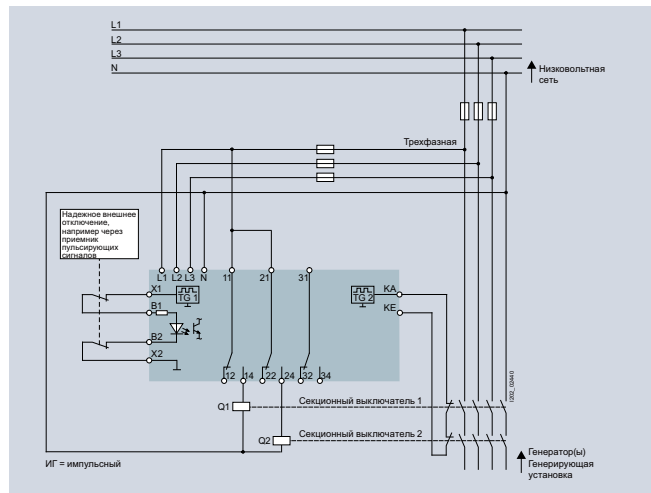 L1
L2
L3
N
Низковольтная
сеть
Трехфазная
Надежное внешнее
отключение,
например через
приемник
пульсирующих
сигналов
L1 L2 L3 N 11 21 31
X1
TG 1
TG 2
KA
B1
KE
B2
X2
12 14 22 24 32 34
I202_02440
Q1
Секционный выключатель 1
Q2
Секционный выключатель 2
ИГ = импульсный
Генератор(ы)
Генерирующая
установка